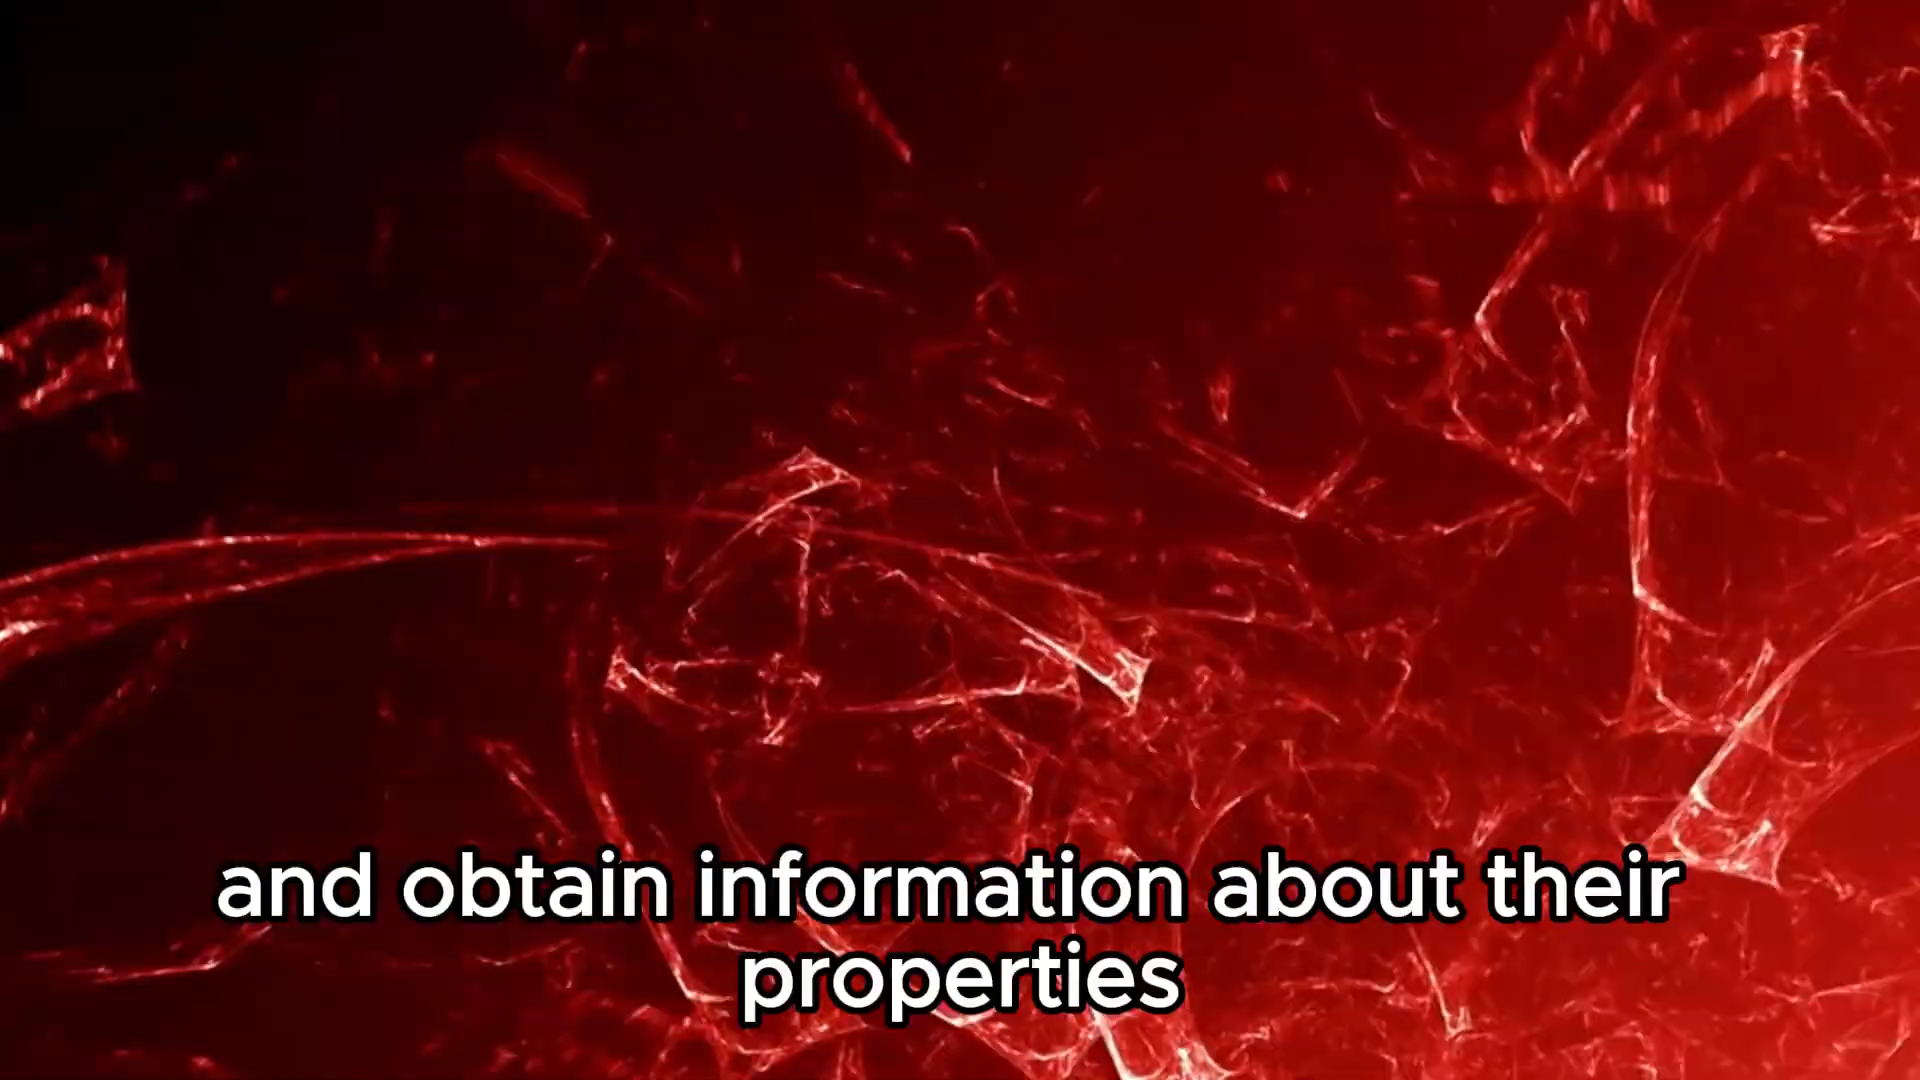 and obtain information about their
properties